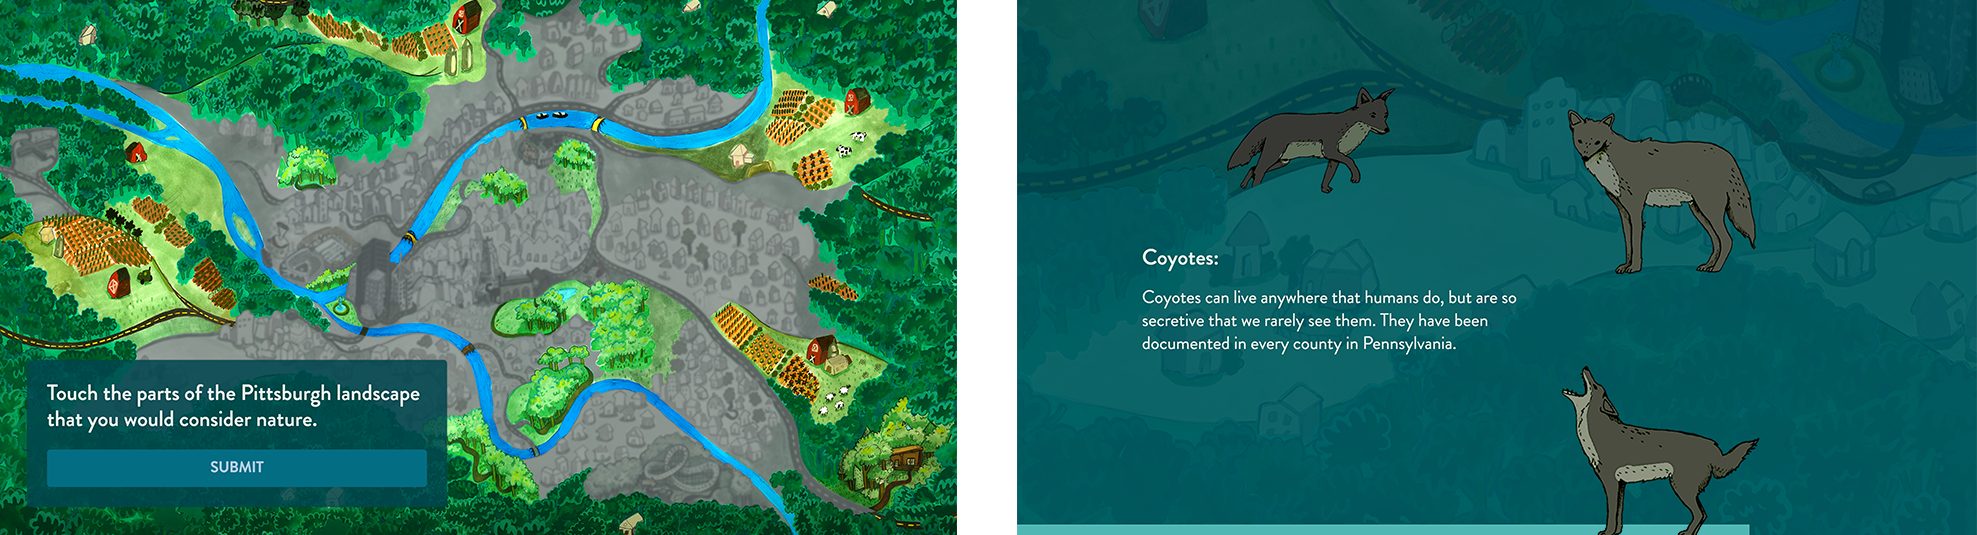 Touch the parts of the Pittsburgh landscape
that you would consider nature.
SUBMIT
Coyotes:
Coyotes can live anywhere that humans do, but are so
secretive that we rarely see them. They have been
documented in every county in Pennsylvania.